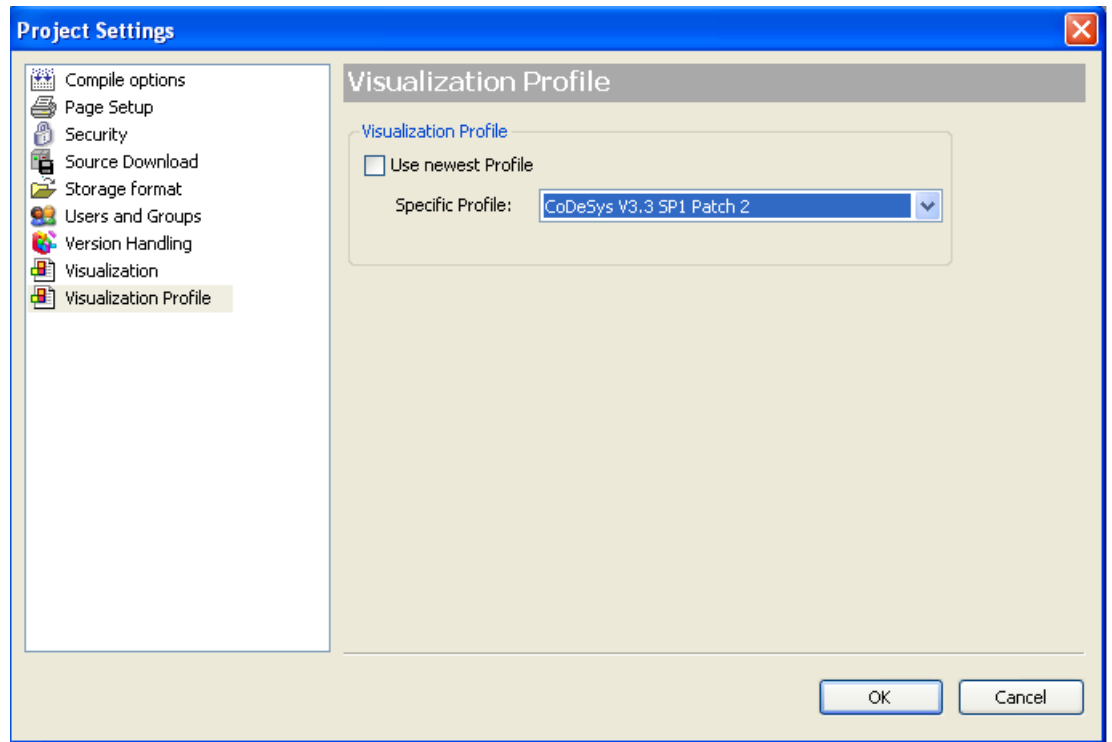 Project Settings
Compile options
Page Setup
Security
Source Download
Storage format
Users and Groups
Version Handling
Visualization
Visualization Profile
Visualization Profile
Visualization Profile
Use newest Profile
Specific Profile: CoDeSys V3.3 SP1 Patch 2
OK Cancel